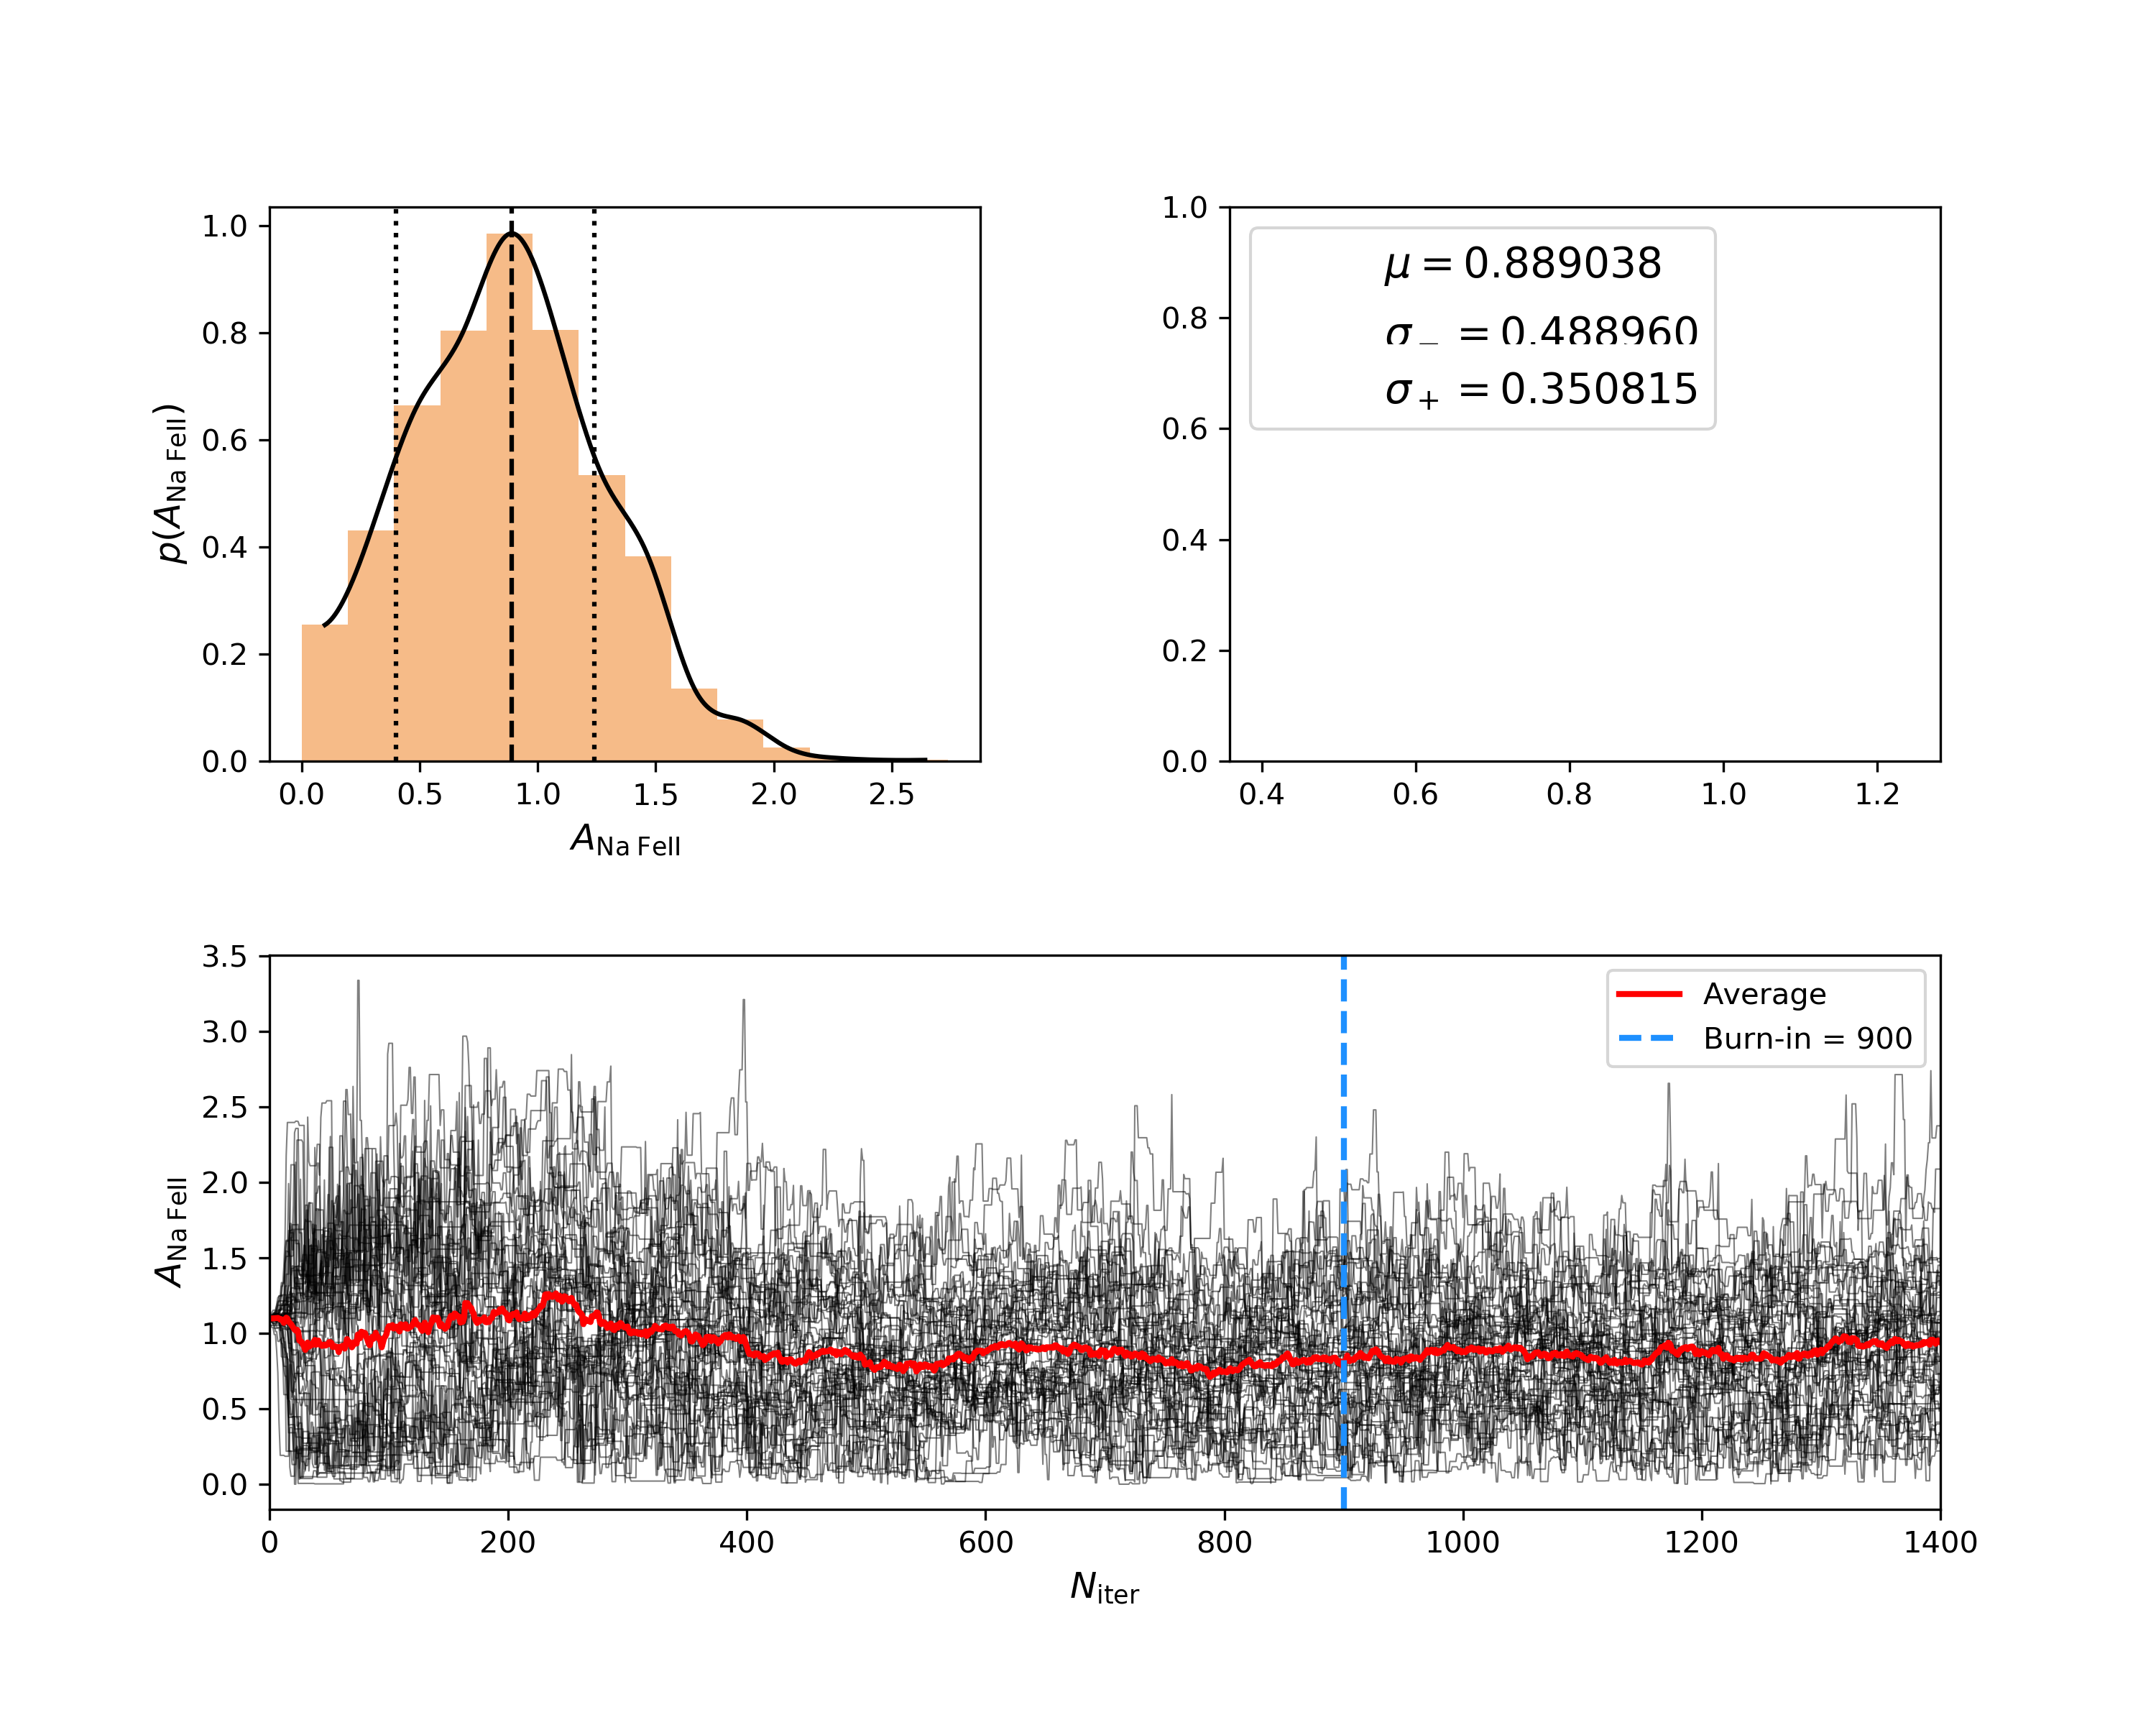 1.0
0.8
0.6
0.4
0.2
0.0
p(A_Na FeII)
0.0 0.5 1.0 1.5 2.0 2.5
A_Na FeII
1.0
0.8
0.6
0.4
0.2
0.0
μ = 0.889038
σ_− = 0.488960
σ_+ = 0.350815
0.4 0.6 0.8 1.0 1.2
3.5
3.0
2.5
2.0
1.5
1.0
0.5
0.0
A_Na FeII
Average
Burn-in = 900
0 200 400 600 800 1000 1200 1400
N_iter